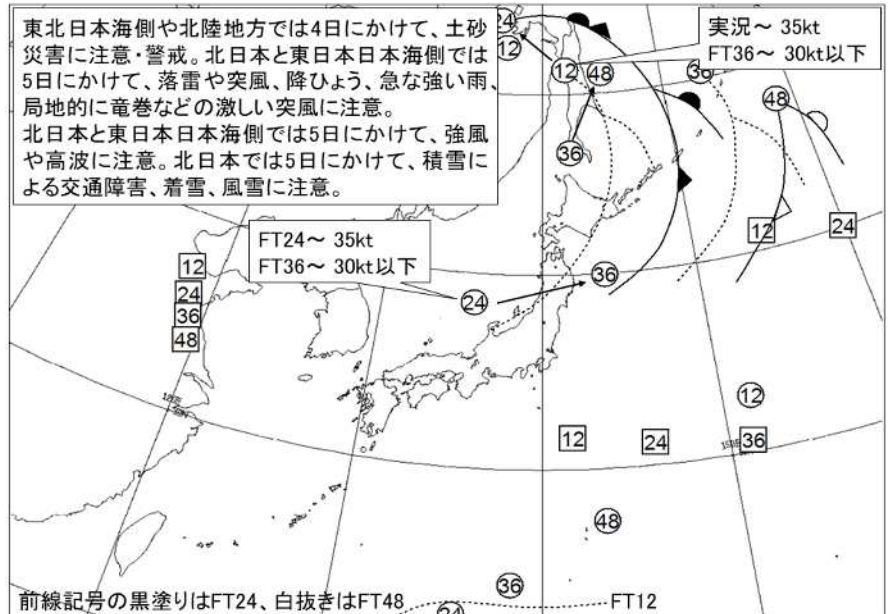 東北日本海側や北陸地方では4日にかけて、土砂
災害に注意・警戒。北日本と東日本日本海側では
5日にかけて、落雷や突風、降ひょう、急な強い雨、
局地的に竜巻などの激しい突風に注意。
北日本と東日本日本海側では5日にかけて、強風
や高波に注意。北日本では5日にかけて、積雪に
よる交通障害、着雪、風雪に注意。
実況～ 35kt
FT36～ 30kt以下
24
12
12
48
36
48
36
12
24
FT24～ 35kt
FT36～ 30kt以下
12
24
36
48
24
36
12
12
24
36
48
36
24
前線記号の黒塗りはFT24、白抜きはFT48
FT12